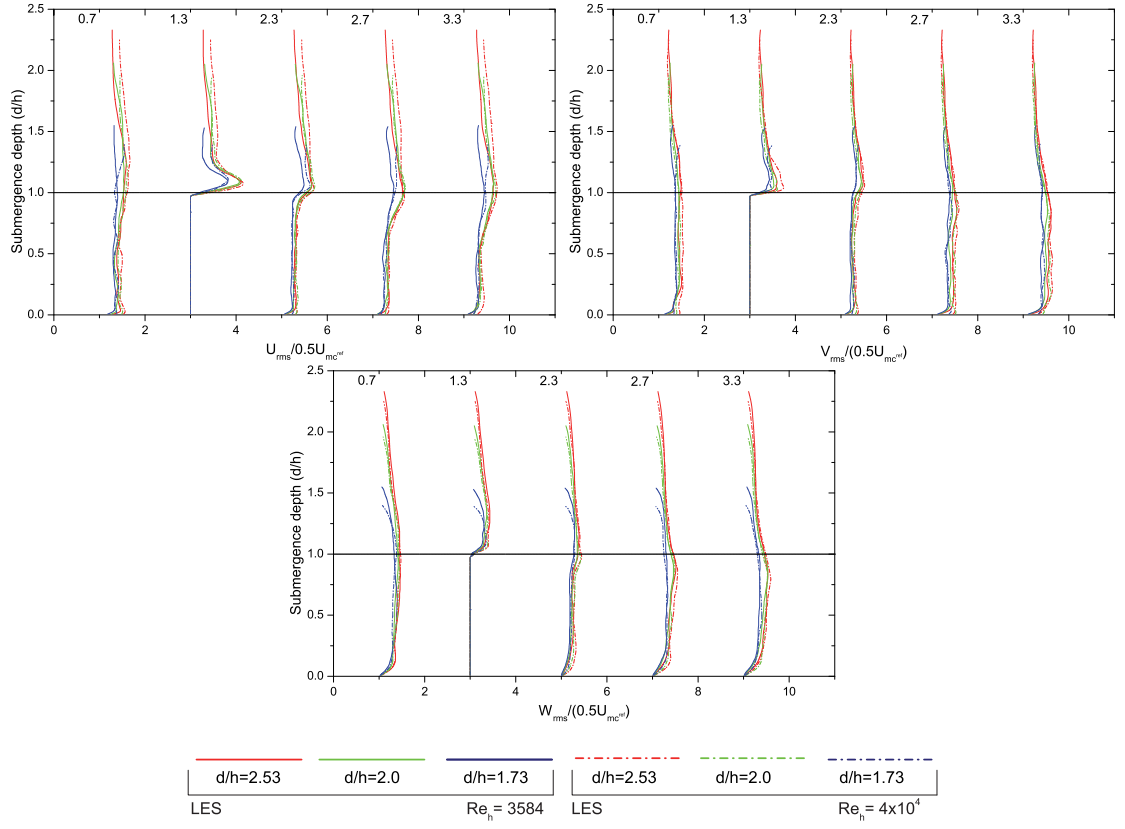 0.7 1.3 2.3 2.7 3.3
2.5
2.0
1.5
1.0
0.5
0.0
Submergence depth (d/h)
0 2 4 6 8 10
Urms/0.5Umcref
0.7 1.3 2.3 2.7 3.3
2.5
2.0
1.5
1.0
0.5
0.0
Submergence depth (d/h)
0 2 4 6 8 10
Vrms/(0.5Umcref)
0.7 1.3 2.3 2.7 3.3
2.5
2.0
1.5
1.0
0.5
0.0
Submergence depth (d/h)
0 2 4 6 8 10
Wrms/(0.5Umcref)
d/h=2.53 d/h=2.0 d/h=1.73 d/h=2.53 d/h=2.0 d/h=1.73
LES Reh= 3584 LES Reh= 4x10⁴